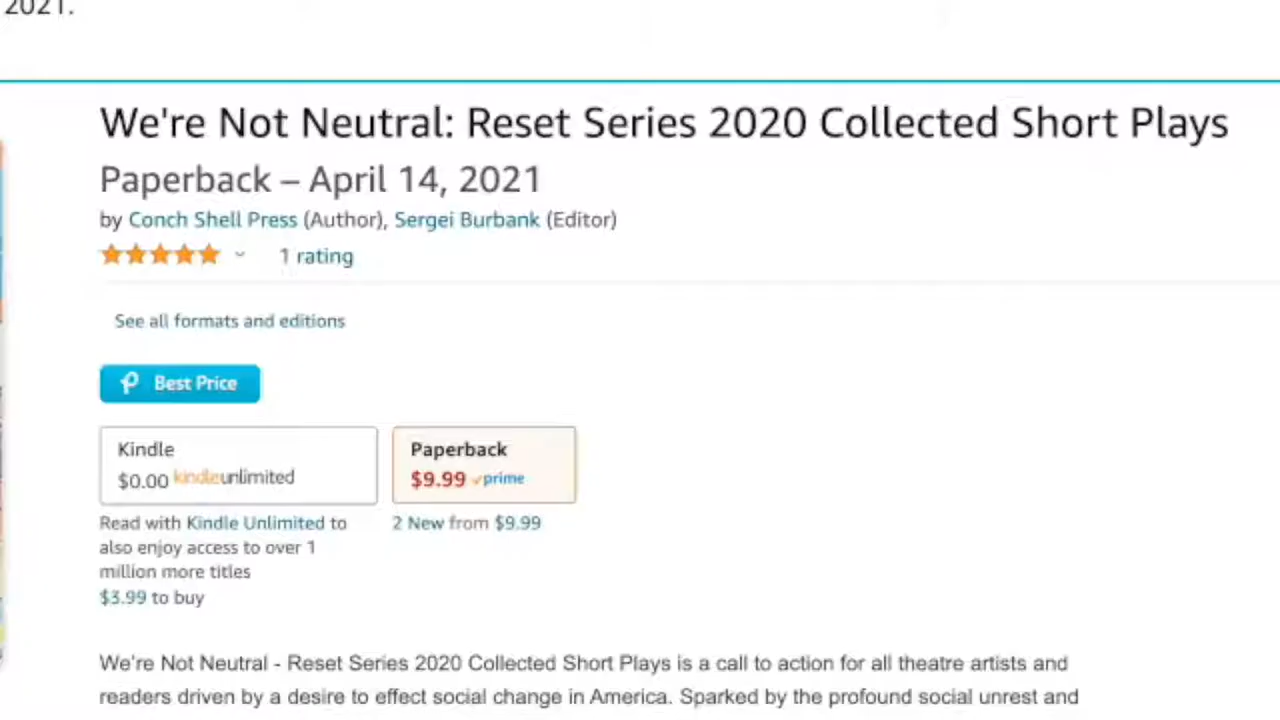 2021.
We're Not Neutral: Reset Series 2020 Collected Short Plays
Paperback – April 14, 2021
by Conch Shell Press (Author), Sergei Burbank (Editor)
1 rating
See all formats and editions
Best Price
Kindle
$0.00 kindleunlimited
Paperback
$9.99 prime
Read with Kindle Unlimited to
also enjoy access to over 1
million more titles
$3.99 to buy
2 New from $9.99
We're Not Neutral - Reset Series 2020 Collected Short Plays is a call to action for all theatre artists and
readers driven by a desire to effect social change in America. Sparked by the profound social unrest and